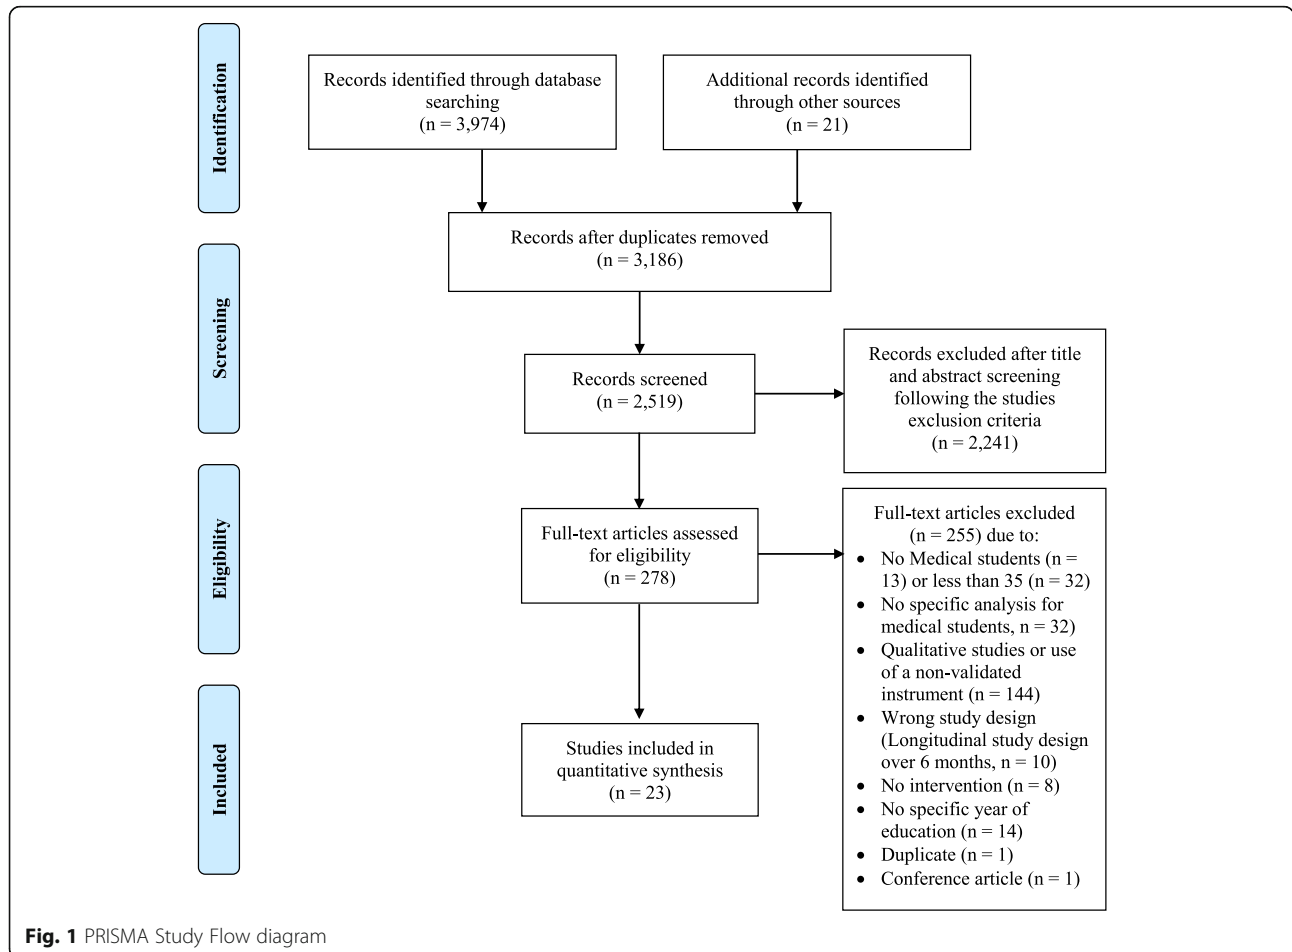 Identification
Records identified through database
searching
(n = 3,974)
Additional records identified
through other sources
(n = 21)
Records after duplicates removed
(n = 3,186)
Screening
Records screened
(n = 2,519)
Records excluded after title
and abstract screening
following the studies
exclusion criteria
(n = 2,241)
Eligibility
Full-text articles assessed
for eligibility
(n = 278)
Full-text articles excluded
(n = 255) due to:
• No Medical students (n =
13) or less than 35 (n = 32)
• No specific analysis for
medical students, n = 32)
• Qualitative studies or use
of a non-validated
instrument (n = 144)
• Wrong study design
(Longitudinal study design
over 6 months, n = 10)
• No intervention (n = 8)
• No specific year of
education (n = 14)
• Duplicate (n = 1)
• Conference article (n = 1)
Included
Studies included in
quantitative synthesis
(n = 23)
Fig. 1 PRISMA Study Flow diagram